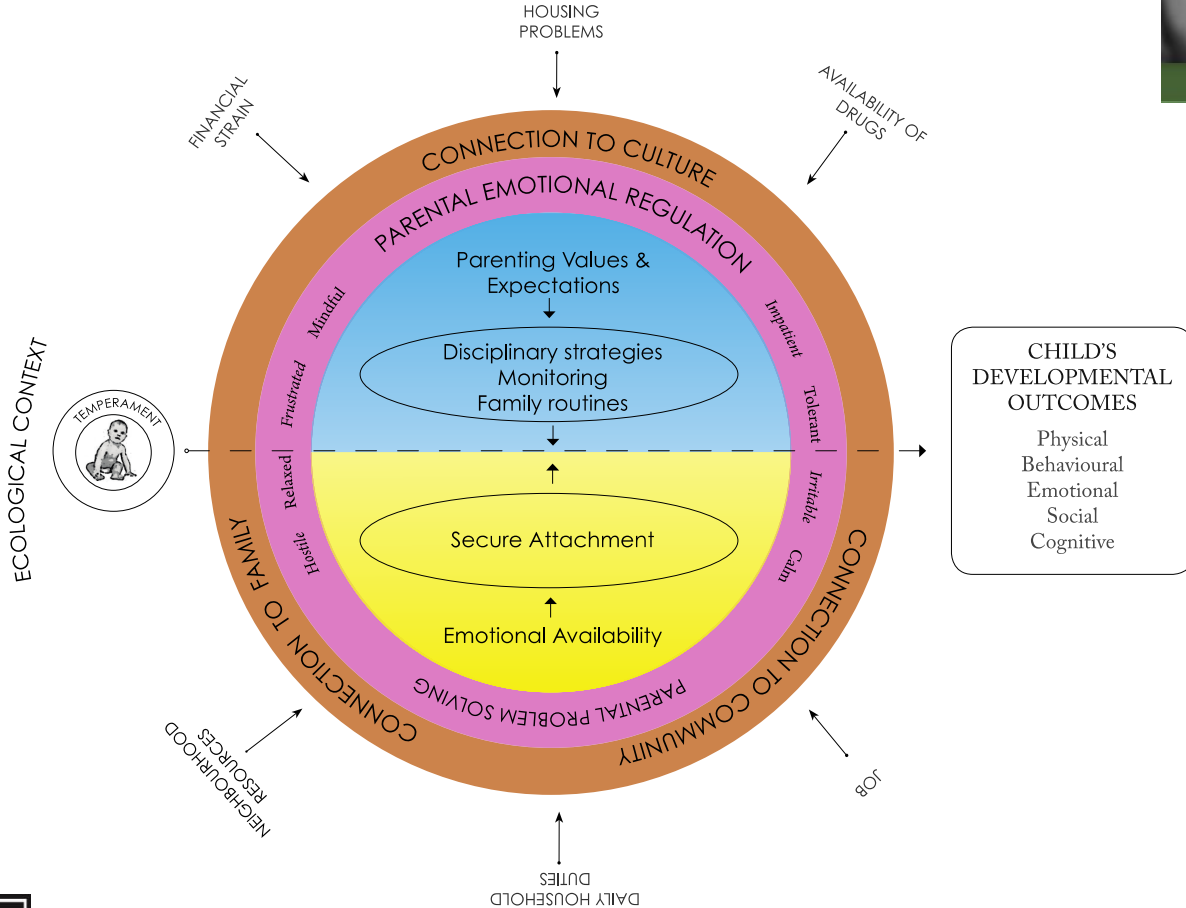 HOUSING
PROBLEMS
FINANCIAL
STRAIN
AVAILABILITY OF
DRUGS
CONNECTION TO CULTURE
PARENTAL EMOTIONAL REGULATION
Parenting Values &
Expectations
Mindful
Impatient
Disciplinary strategies
Monitoring
Family routines
Frustrated
Tolerant
ECOLOGICAL CONTEXT
TEMPERAMENT
CHILD'S
DEVELOPMENTAL
OUTCOMES
Physical
Behavioural
Emotional
Social
Cognitive
Relaxed
Irritable
Hostile
Calm
Secure Attachment
Emotional Availability
PARENTAL PROBLEM SOLVING
CONNECTION TO FAMILY
CONNECTION TO COMMUNITY
NEIGHBOURHOOD
RESOURCES
JOB
DAILY HOUSEHOLD
DUTIES